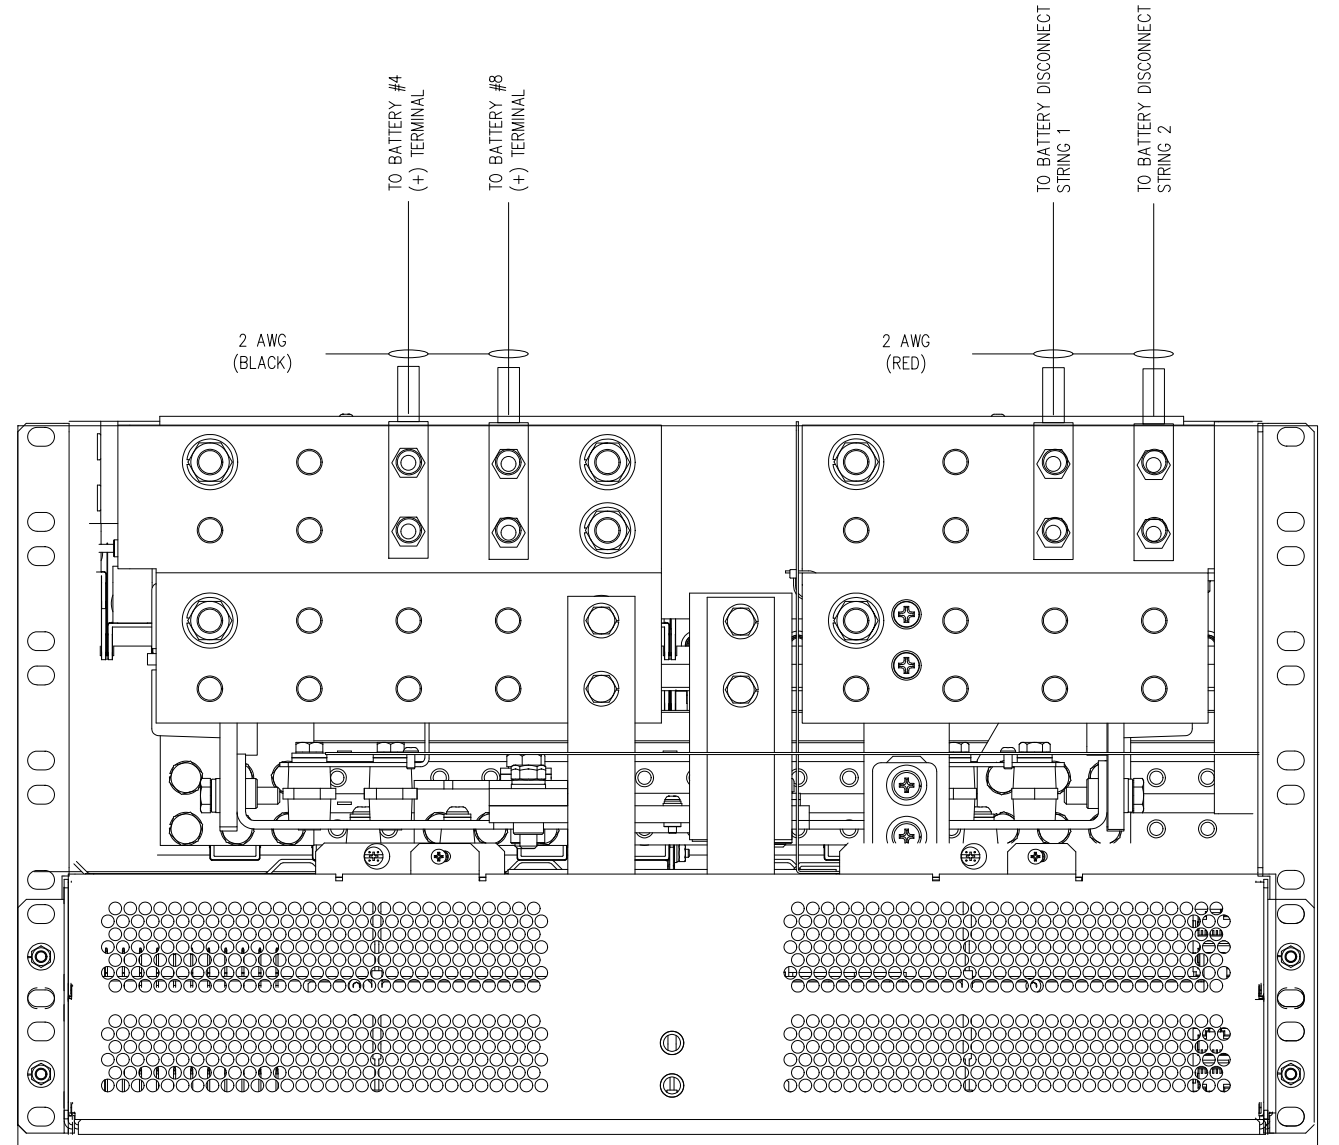 TO BATTERY #4
(+) TERMINAL
TO BATTERY #8
(+) TERMINAL
TO BATTERY DISCONNECT
STRING 1
TO BATTERY DISCONNECT
STRING 2
2 AWG
(BLACK)
2 AWG
(RED)